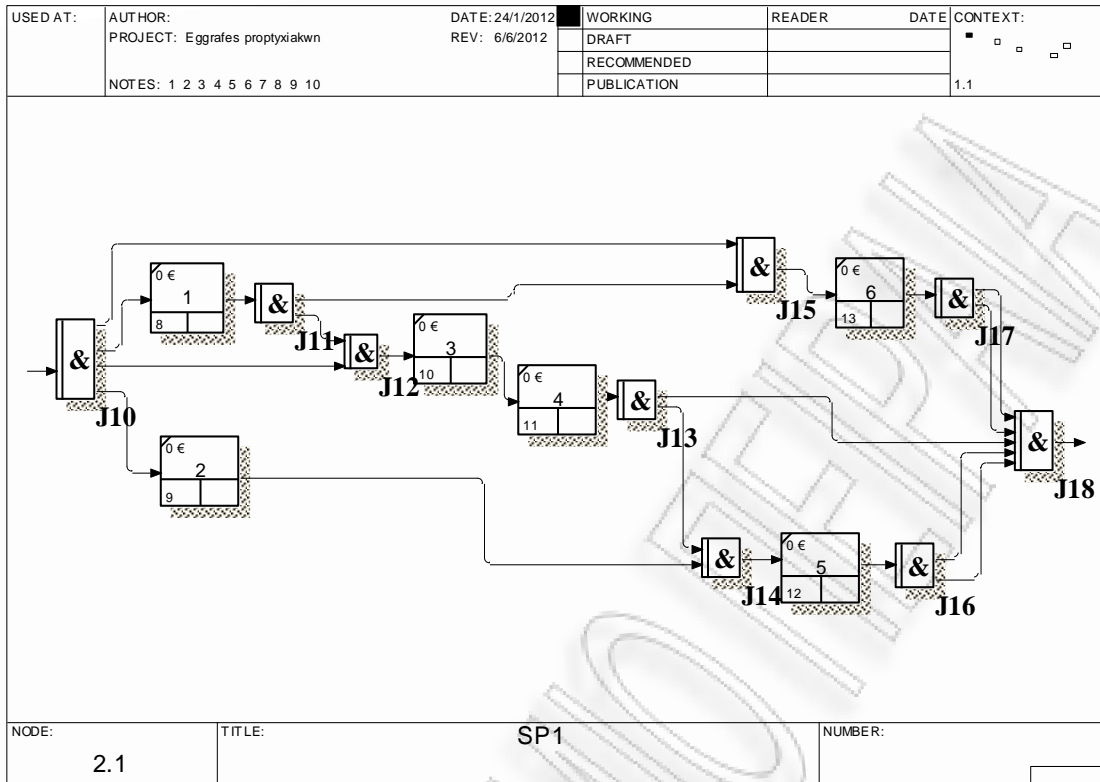 USED AT:
AUTHOR:
DATE: 24/1/2012
WORKING
READER
DATE
CONTEXT:
PROJECT: Eggrafes proptyxiakwn
REV: 6/6/2012
DRAFT
RECOMMENDED
NOTES: 1 2 3 4 5 6 7 8 9 10
PUBLICATION
1.1
&
J10
0 €
1
8
&
J11
&
J12
0 €
2
9
0 €
3
10
0 €
4
11
&
J13
&
J14
0 €
5
12
&
J15
0 €
6
13
&
J16
&
J17
&
J18
NODE:
2.1
TITLE:
SP1
NUMBER: